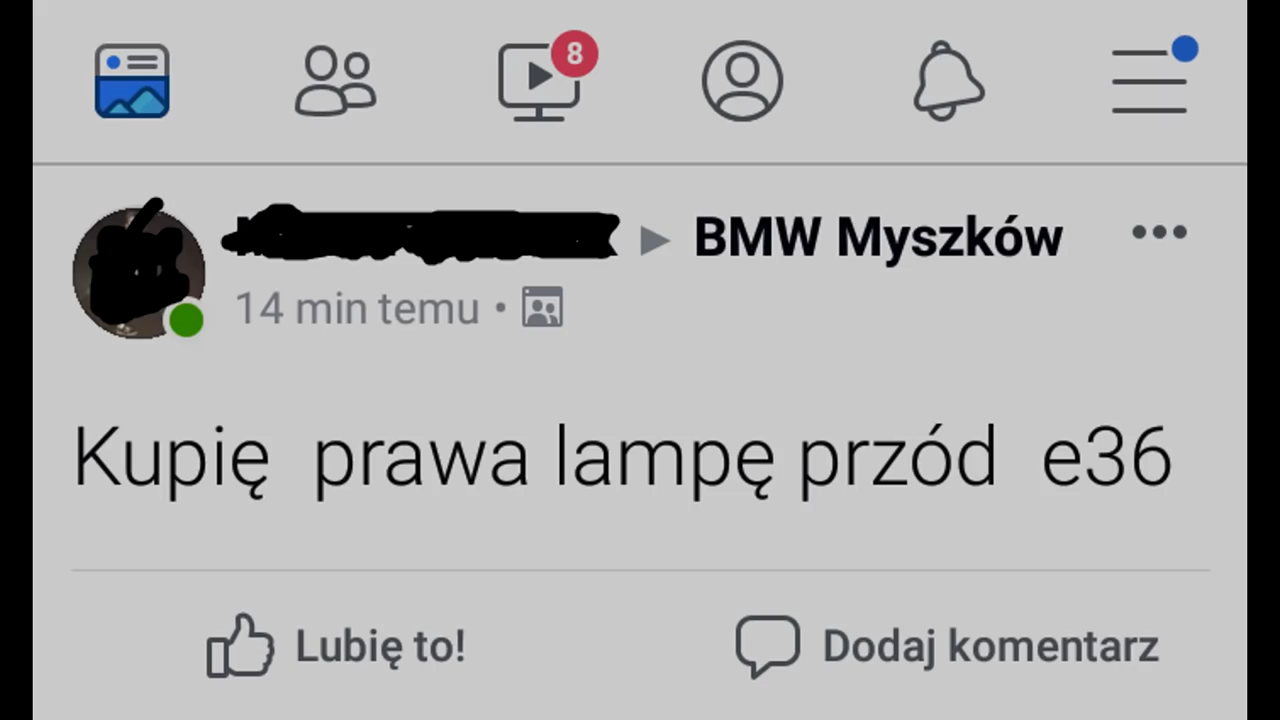 8
BMW Myszków
14 min temu
Kupię prawa lampę przód e36
Lubię to!
Dodaj komentarz